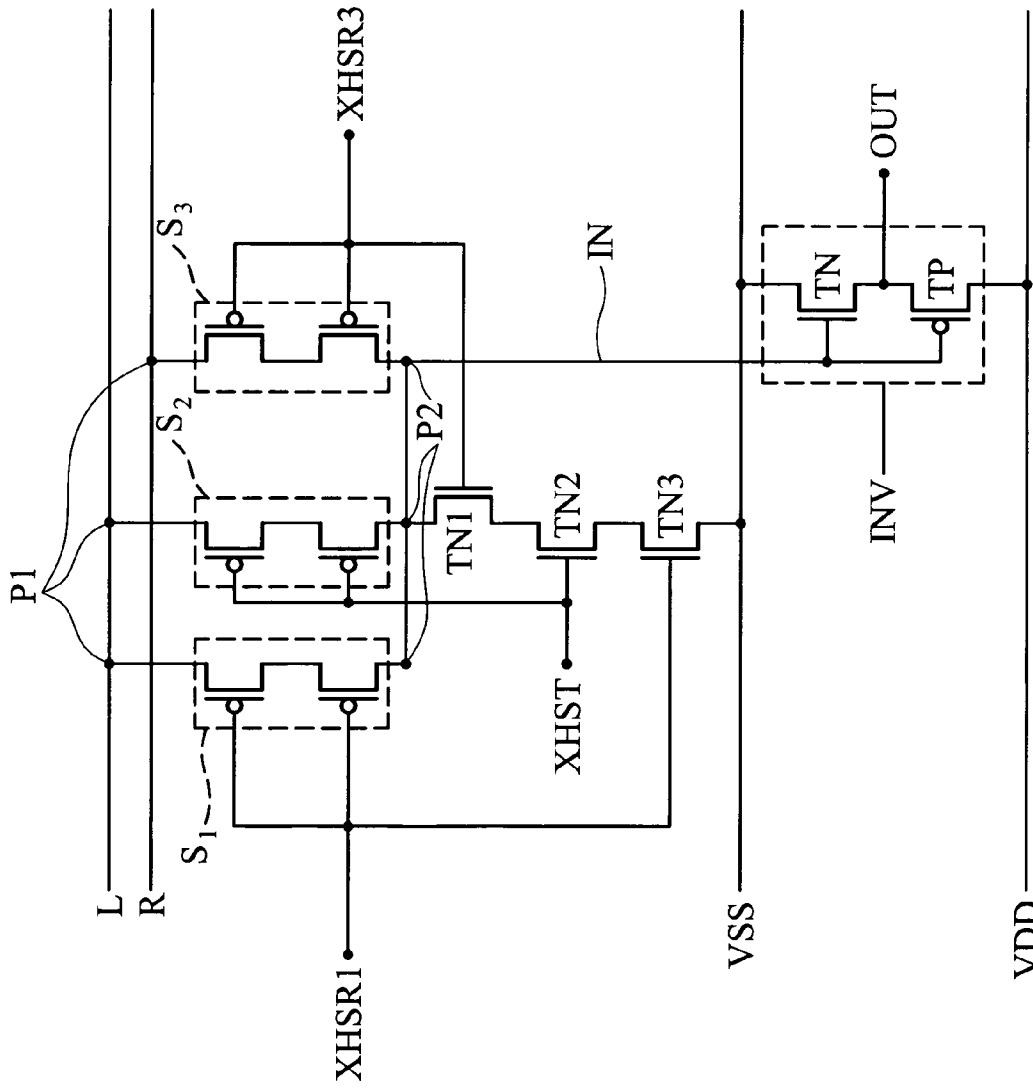 P1
L
R
S1
S2
S3
XHSR1
XHSR3
P2
TN1
TN2
TN3
XHST
IN
VSS
VDD
TN
TP
OUT
INV